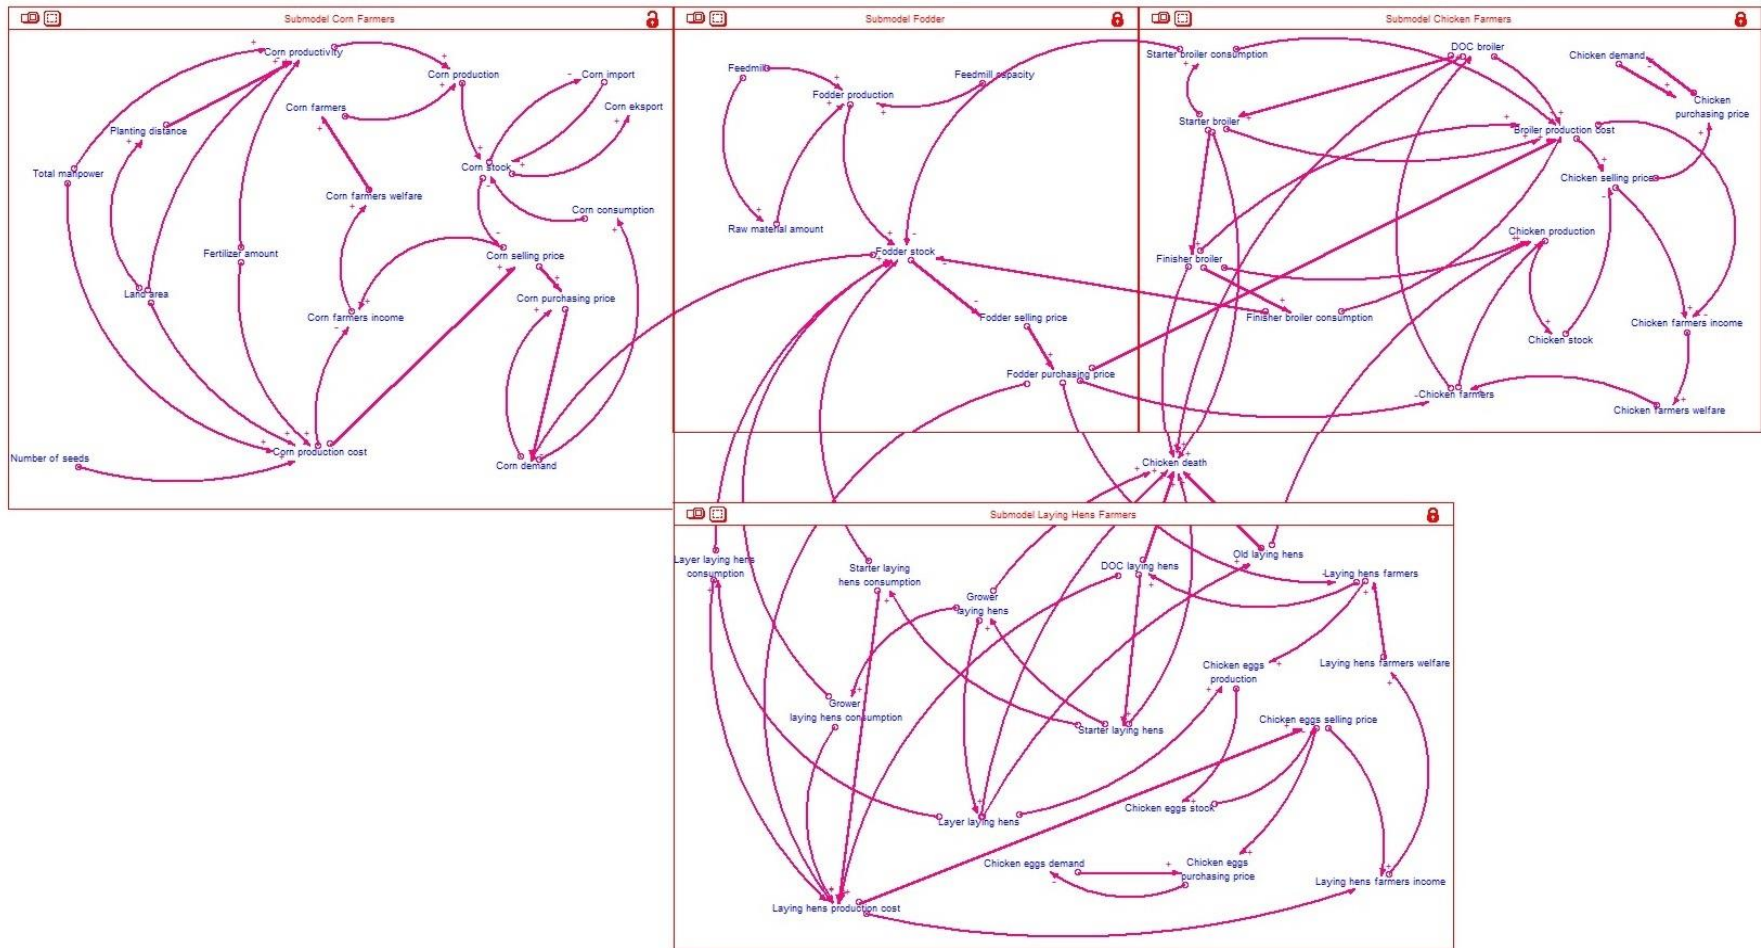 Submodel Corn Farmers
Corn productivity
Corn production
Corn import
Corn farmers
Corn eksport
Planting distance
Total manpower
Corn stock
Corn farmers welfare
Corn consumption
Fertilizer amount
Corn selling price
Land area
Corn purchasing price
Corn farmers income
Corn production cost
Number of seeds
Corn demand
Submodel Fodder
Feedmill
Feedmill capacity
Fodder production
Raw material amount
Fodder stock
Fodder selling price
Fodder purchasing price
Submodel Chicken Farmers
Starter broiler consumption
DOC broiler
Chicken demand
Chicken
purchasing price
Starter broiler
Broiler production cost
Chicken selling price
Chicken production
Finisher broiler
Finisher broiler consumption
Chicken stock
Chicken farmers income
Chicken farmers
Chicken farmers welfare
Chicken death
Submodel Laying Hens Farmers
Layer laying hens
consumption
Starter laying
hens consumption
DOC laying hens
Old laying hens
Laying hens farmers
Grower
laying hens
Chicken eggs
production
Laying hens farmers welfare
Grower
laying hens consumption
Starter laying hens
Chicken eggs selling price
Layer laying hens
Chicken eggs stock
Chicken eggs demand
Chicken eggs
purchasing price
Laying hens farmers income
Laying hens production cost